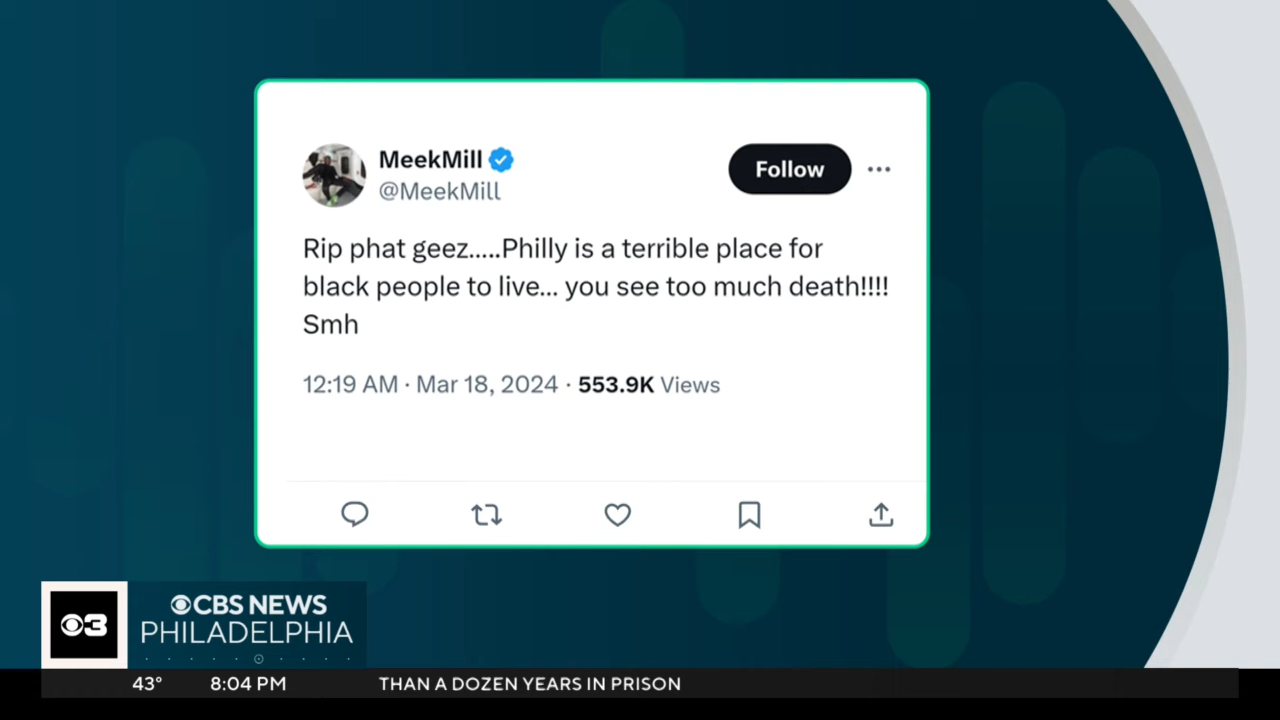 MeekMill
@MeekMill
Follow
Rip phat geez.....Philly is a terrible place for
black people to live... you see too much death!!!!
Smh
12:19 AM · Mar 18, 2024 · 553.9K Views
3
CBS NEWS
PHILADELPHIA
43° 8:04 PM THAN A DOZEN YEARS IN PRISON